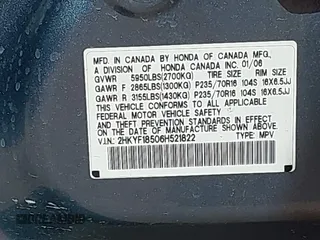 MFD. IN CANADA BY HONDA OF CANADA MFG.,
A DIVISION OF HONDA CANADA INC. 01/06
GVWR 5950LBS(2700KG) TIRE SIZE RIM SIZE
GAWR F 2865LBS(1300KG) P235/70R16 104S 16X6.5JJ
GAWR R 3155LBS(1430KG) P235/70R16 104S 16X6.5JJ
THIS VEHICLE CONFORMS TO ALL APPLICABLE
FEDERAL MOTOR VEHICLE SAFETY STANDARDS
IN EFFECT ON THE DATE OF MANUFACTURE
SHOWN ABOVE.
V.I.N.: 2HKYF18506H521822 TYPE: MPV